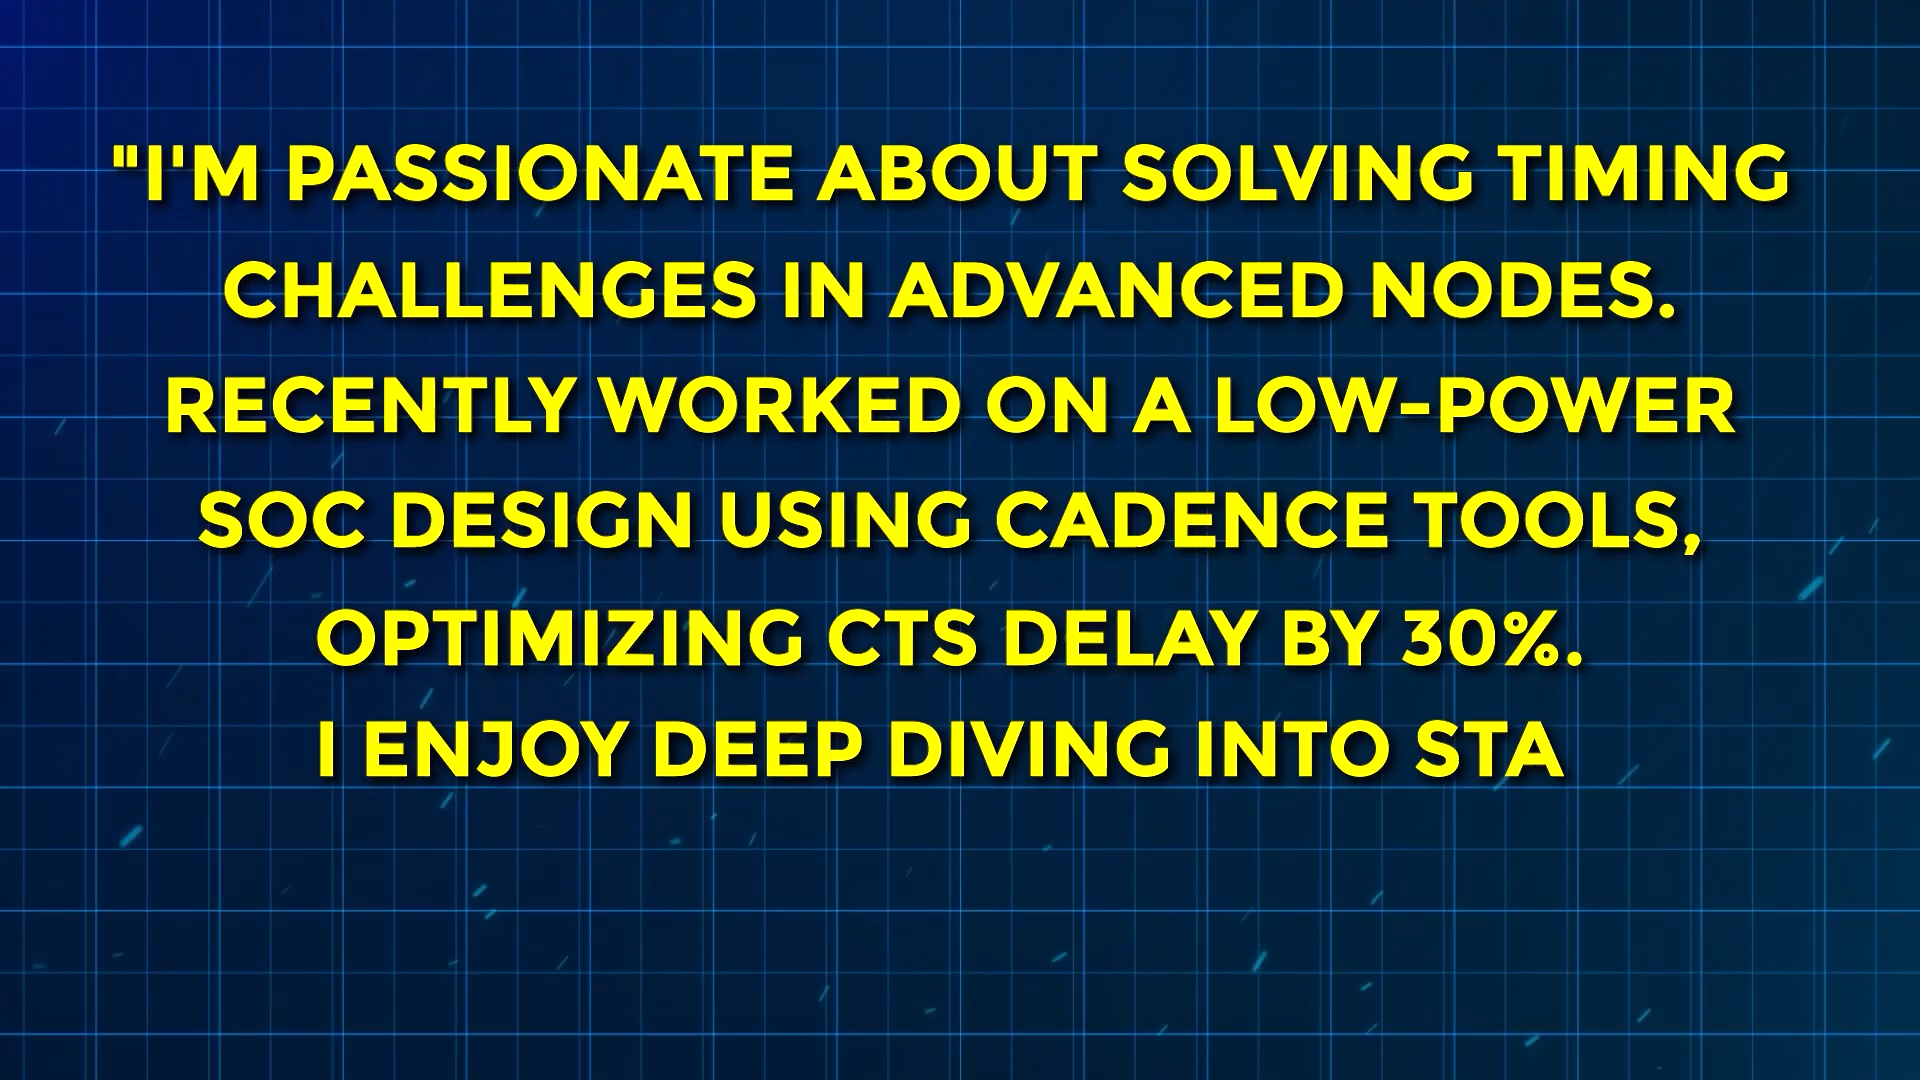 "I'M PASSIONATE ABOUT SOLVING TIMING
CHALLENGES IN ADVANCED NODES.
RECENTLY WORKED ON A LOW-POWER
SOC DESIGN USING CADENCE TOOLS,
OPTIMIZING CTS DELAY BY 30%.
I ENJOY DEEP DIVING INTO STA